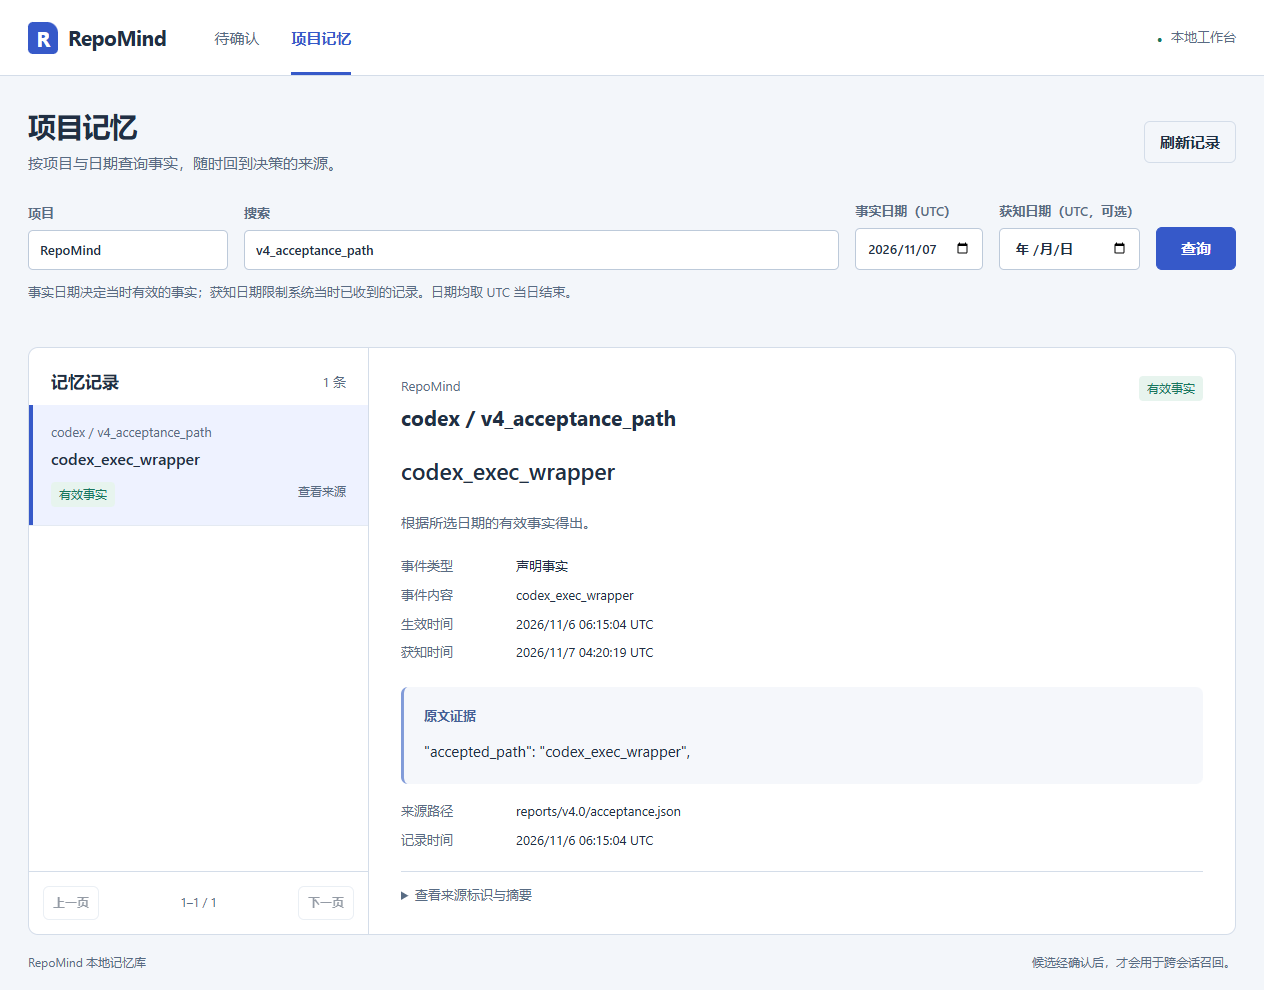 R RepoMind 待确认 项目记忆 • 本地工作台
项目记忆
按项目与日期查询事实，随时回到决策的来源。
刷新记录
项目 搜索 事实日期（UTC） 获知日期（UTC，可选）
RepoMind v4_acceptance_path 2026/11/07 年 /月/日 查询
事实日期决定当时有效的事实；获知日期限制系统当时已收到的记录。日期均取 UTC 当日结束。
记忆记录 1 条
codex / v4_acceptance_path
codex_exec_wrapper
有效事实 查看来源
上一页 1–1 / 1 下一页
RepoMind 有效事实
codex / v4_acceptance_path
codex_exec_wrapper
根据所选日期的有效事实得出。
事件类型 声明事实
事件内容 codex_exec_wrapper
生效时间 2026/11/6 06:15:04 UTC
获知时间 2026/11/7 04:20:19 UTC
原文证据
"accepted_path": "codex_exec_wrapper",
来源路径 reports/v4.0/acceptance.json
记录时间 2026/11/6 06:15:04 UTC
▶ 查看来源标识与摘要
RepoMind 本地记忆库 候选经确认后，才会用于跨会话召回。